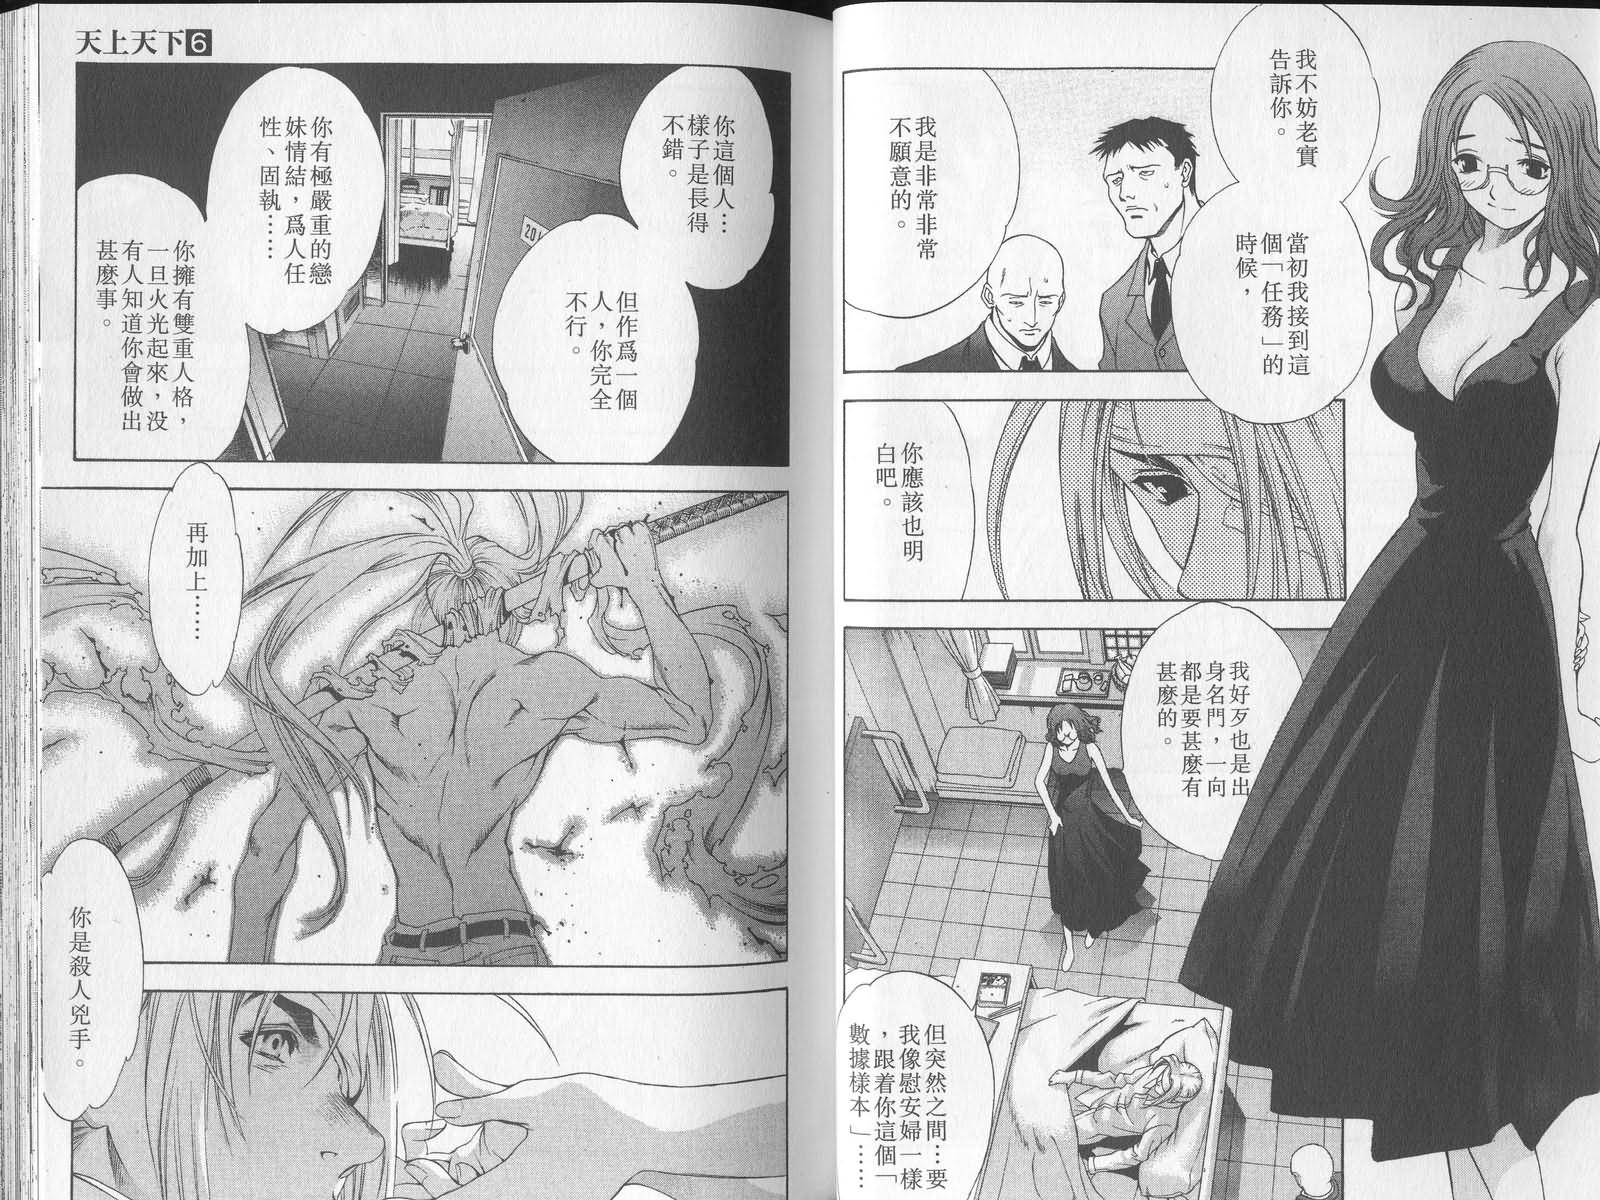 我不妨老實
告訴你。
當初我接到這
個「任務」的
時候，
我是非常非常
不願意的。
你應該也明
白吧。
我好歹也是出
身名門，一向
都是要甚麼有
甚麼的。
但突然之間…要
我像慰安婦一樣
，跟着你這個「
數據樣本」……
天上天下6
你這個人…
樣子是長得
不錯。
但作爲一個
人，你完全
不行。
20
你有極嚴重的戀
妹情結，爲人任
性、固執……
你擁有雙重人格，
一旦火光起來，没
有人知道你會做出
甚麼事。
再加上……
你是殺人兇手。